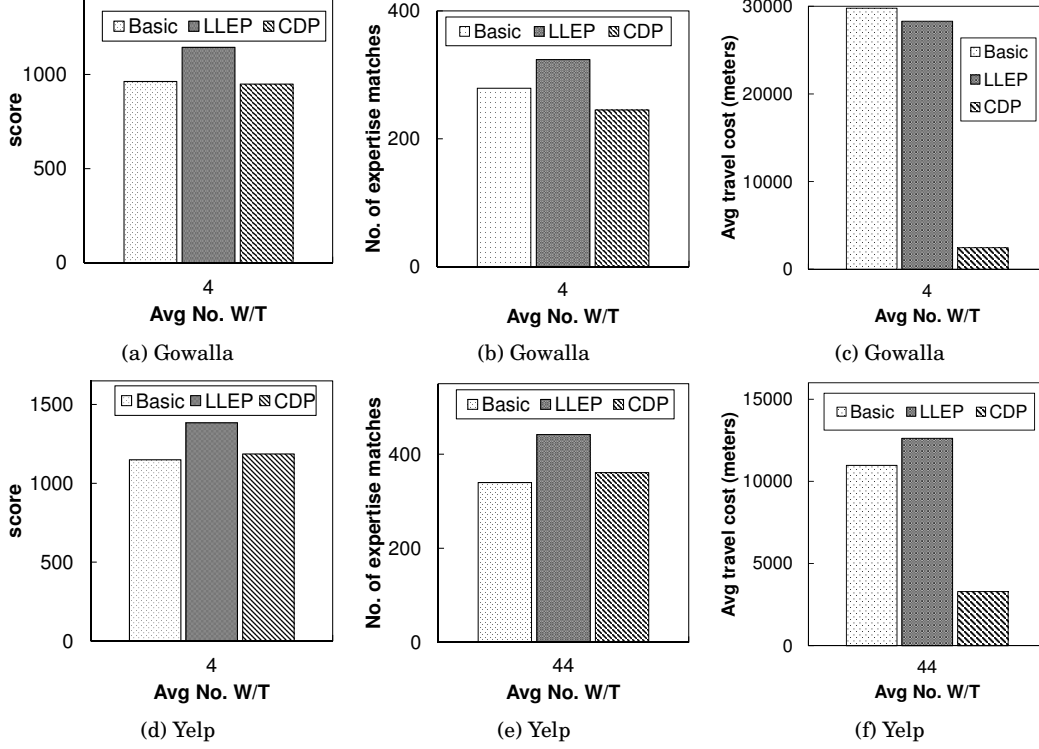 Basic LLEP CDP
1000
500
0
score
4
Avg No. W/T
(a) Gowalla
Basic LLEP CDP
400
200
0
No. of expertise matches
4
Avg No. W/T
(b) Gowalla
Basic
LLEP
CDP
30000
20000
10000
0
Avg travel cost (meters)
4
Avg No. W/T
(c) Gowalla
Basic LLEP CDP
1500
1000
500
0
score
4
Avg No. W/T
(d) Yelp
Basic LLEP CDP
400
200
0
No. of expertise matches
44
Avg No. W/T
(e) Yelp
Basic LLEP CDP
15000
10000
5000
0
Avg travel cost (meters)
44
Avg No. W/T
(f) Yelp